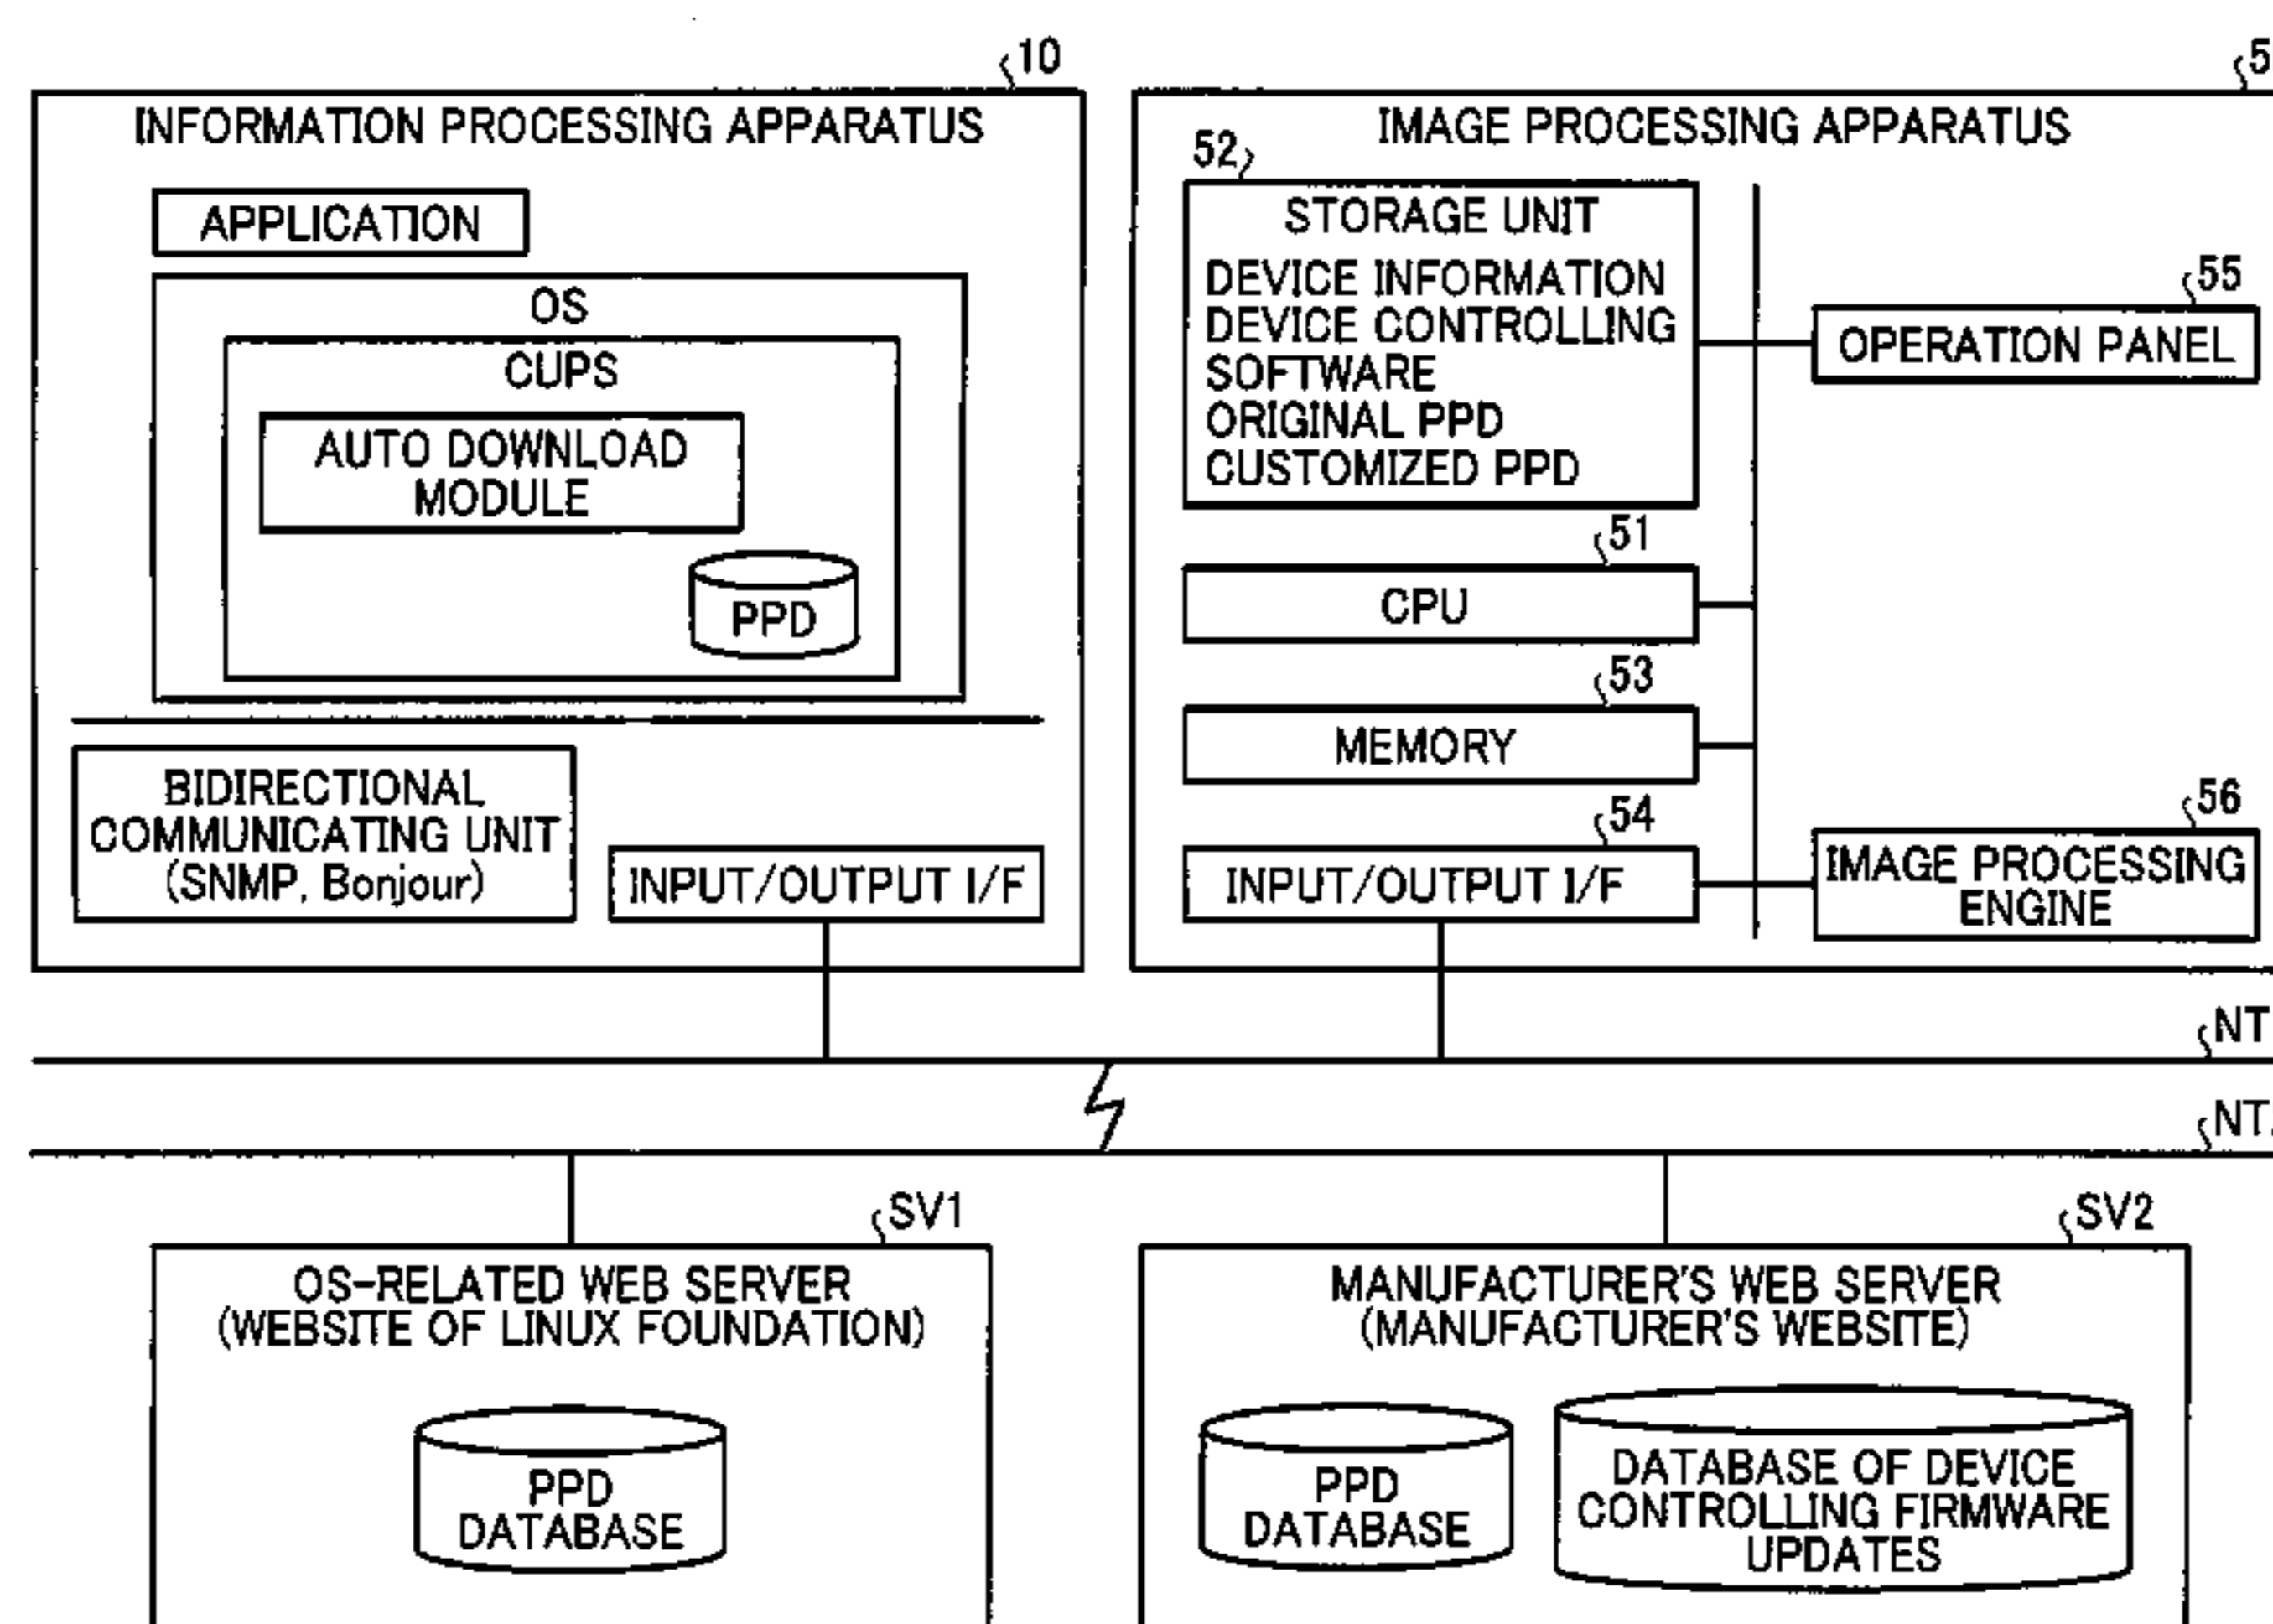 10
INFORMATION PROCESSING APPARATUS
APPLICATION
OS
CUPS
AUTO DOWNLOAD
MODULE
PPD
BIDIRECTIONAL
COMMUNICATING UNIT
(SNMP, Bonjour)
INPUT/OUTPUT I/F
5
IMAGE PROCESSING APPARATUS
52
STORAGE UNIT
DEVICE INFORMATION
DEVICE CONTROLLING
SOFTWARE
ORIGINAL PPD
CUSTOMIZED PPD
55
OPERATION PANEL
51
CPU
53
MEMORY
54
INPUT/OUTPUT I/F
56
IMAGE PROCESSING
ENGINE
NT
NT
SV1
OS-RELATED WEB SERVER
(WEBSITE OF LINUX FOUNDATION)
PPD
DATABASE
SV2
MANUFACTURER'S WEB SERVER
(MANUFACTURER'S WEBSITE)
PPD
DATABASE
DATABASE OF DEVICE
CONTROLLING FIRMWARE
UPDATES